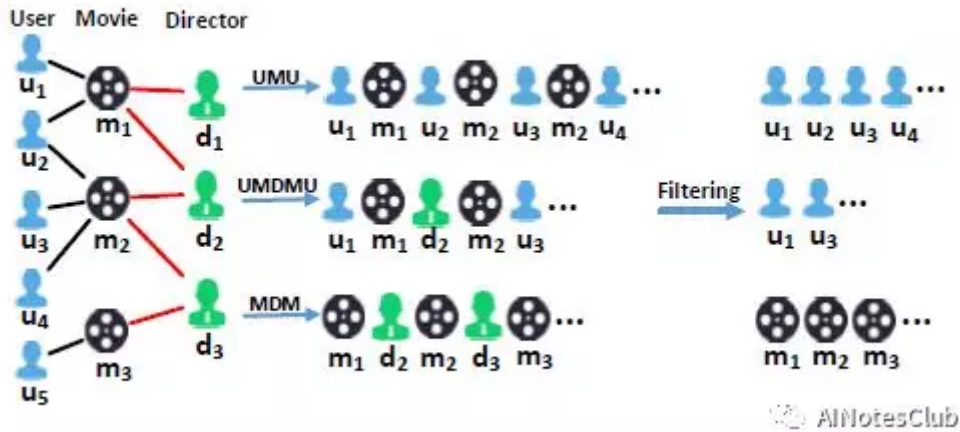 User Movie Director
UMU
u1 m1 d1 u1 m1 u2 m2 u3 m2 u4 ... u1 u2 u3 u4 ...
u2
UMDMU Filtering
u3 m2 d2 u1 m1 d2 m2 u3 ... u1 u3 ...
u4
MDM
m3 d3 m1 d2 m2 d3 m3 ... m1 m2 m3 ...
u5
AINotesClub